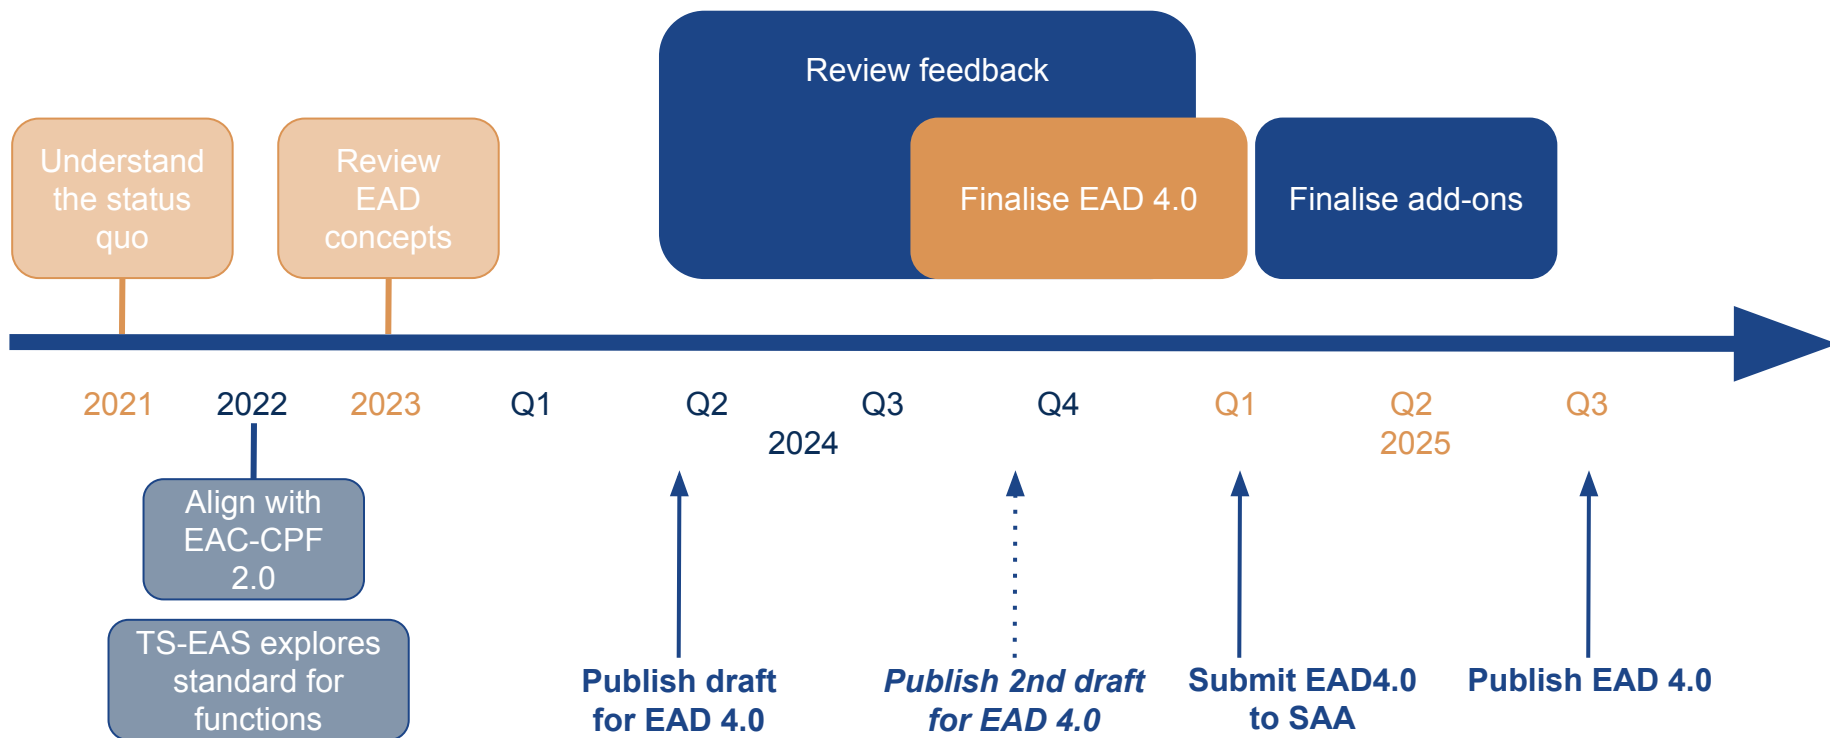 Review feedback
Understand
the status
quo
Review
EAD
concepts
Finalise EAD 4.0
Finalise add-ons
2021
2022
2023
Q1
Q2
Q3
Q4
Q1
Q2
Q3
2024
2025
Align with
EAC-CPF
2.0
TS-EAS explores
standard for
functions
Publish draft
for EAD 4.0
Publish 2nd draft
for EAD 4.0
Submit EAD4.0
to SAA
Publish EAD 4.0